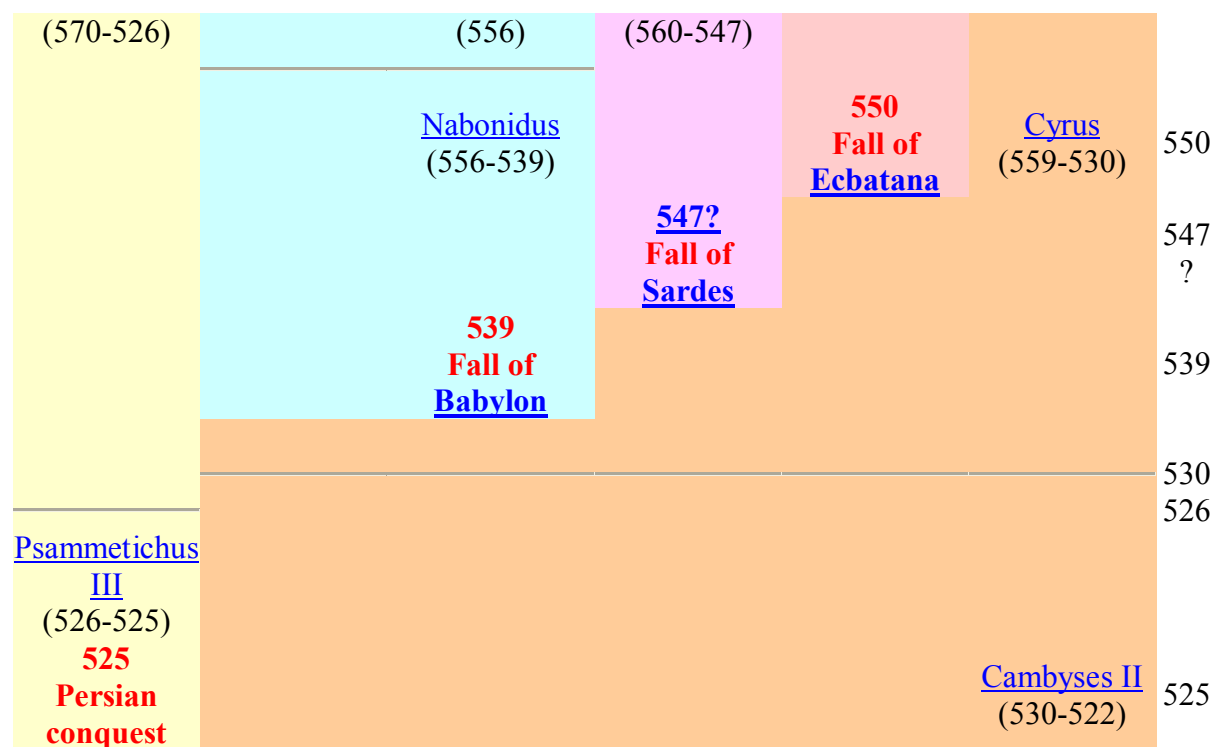 (570-526)
(556)
(560-547)
550
Fall of
Ecbatana
Cyrus
(559-530)
550
Nabonidus
(556-539)
547?
Fall of
Sardes
547
?
539
Fall of
Babylon
539
530
526
Psammetichus
III
(526-525)
525
Persian
conquest
Cambyses II
(530-522)
525